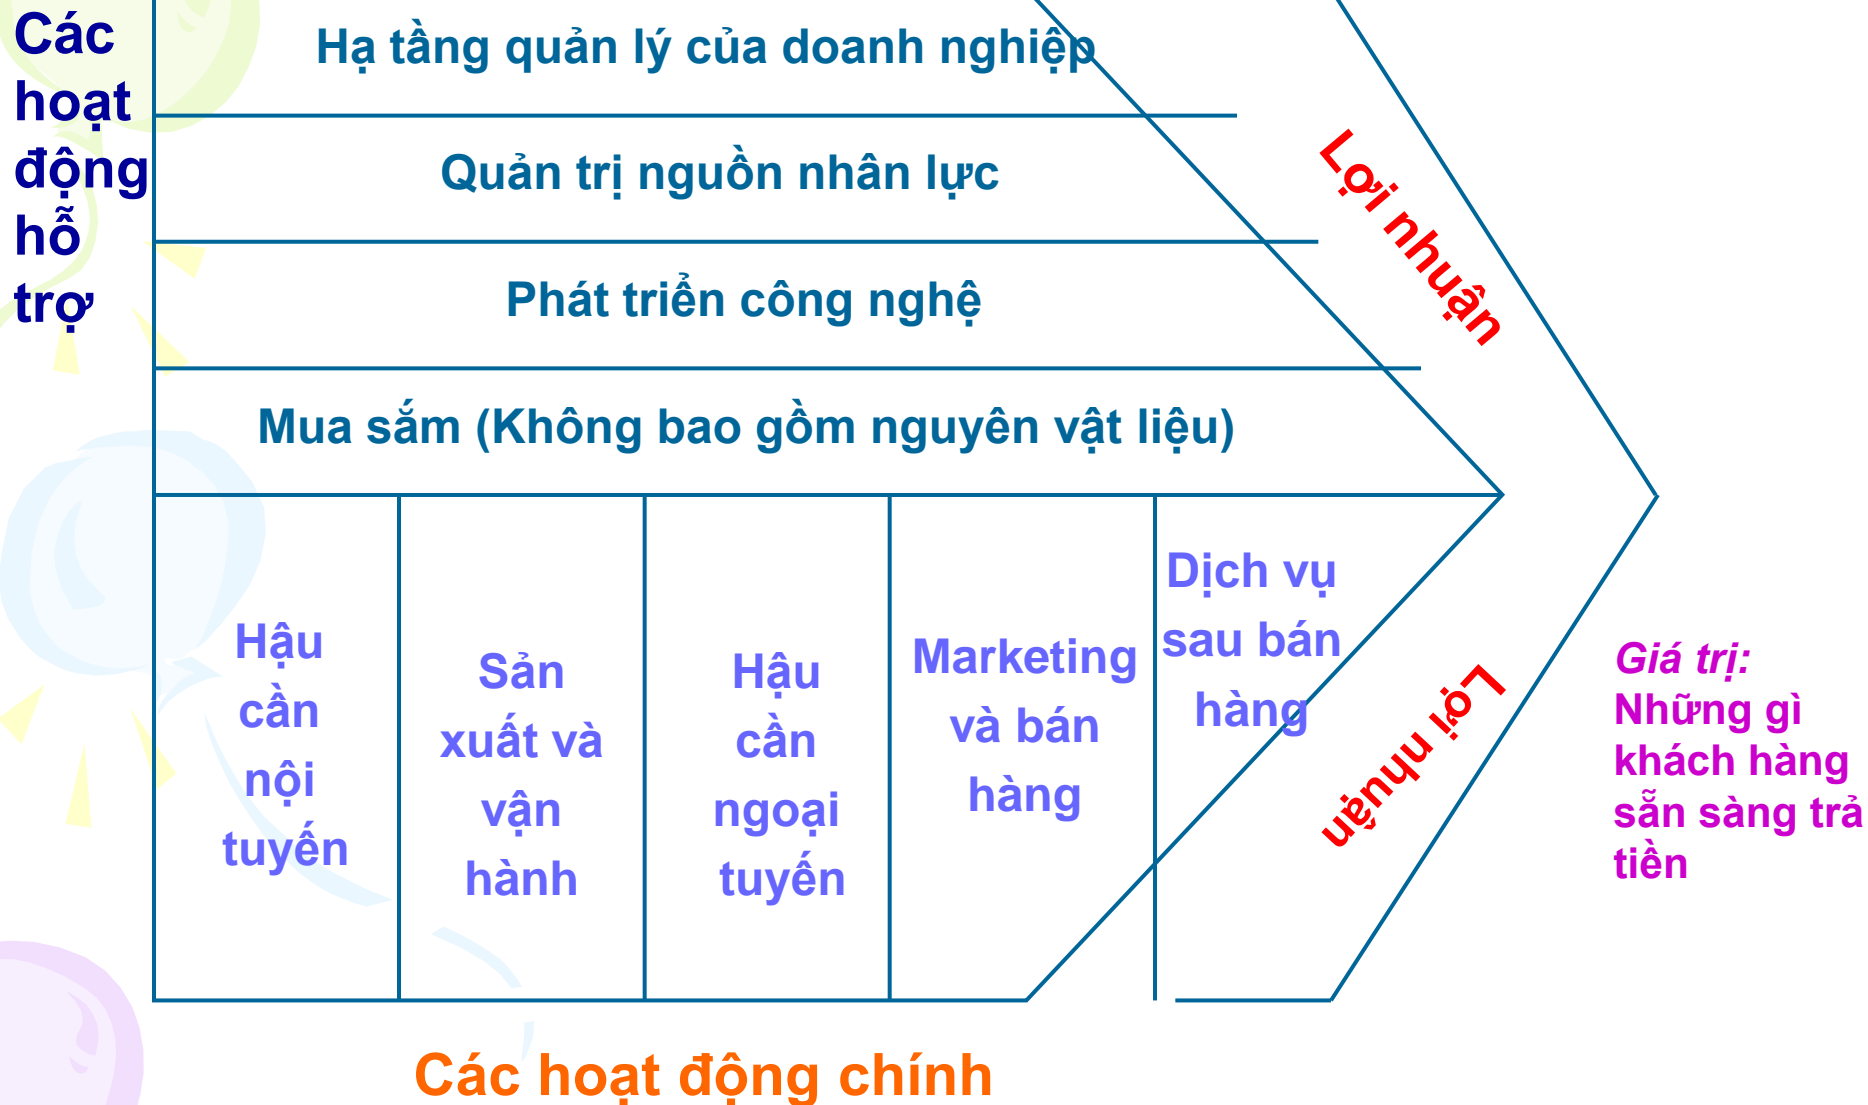 Các
hoạt
động
hỗ
trợ
Hạ tầng quản lý của doanh nghiệp
Quản trị nguồn nhân lực
Phát triển công nghệ
Mua sắm (Không bao gồm nguyên vật liệu)
Lợi nhuận
Hậu
cần
nội
tuyến
Sản
xuất và
vận
hành
Hậu
cần
ngoại
tuyến
Marketing
và bán
hàng
Dịch vụ
sau bán
hàng
Lợi nhuận
Giá trị:
Những gì
khách hàng
sẵn sàng trả
tiền
Các hoạt động chính